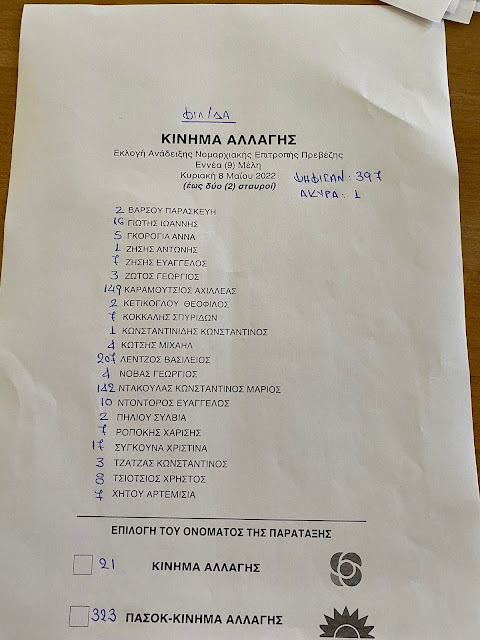 ΦΙΛ/ΔΑ
ΚΙΝΗΜΑ ΑΛΛΑΓΗΣ
Εκλογή Ανάδειξης Νομαρχιακής Επιτροπής Πρεβέζης
Εννέα (9) Μέλη
Κυριακή 8 Μαΐου 2022
(έως δύο (2) σταυροί)
ΨΗΦΙΣΑΝ: 397
ΑΚΥΡΑ: 1
2 ΒΑΡΣΟΥ ΠΑΡΑΣΚΕΥΗ
16 ΓΙΩΤΗΣ ΙΩΑΝΝΗΣ
5 ΓΚΟΡΟΓΙΑ ΑΝΝΑ
1 ΖΗΣΗΣ ΑΝΤΩΝΗΣ
7 ΖΗΣΗΣ ΕΥΑΓΓΕΛΟΣ
3 ΖΩΤΟΣ ΓΕΩΡΓΙΟΣ
149 ΚΑΡΑΜΟΥΤΣΙΟΣ ΑΧΙΛΛΕΑΣ
2 ΚΕΤΙΚΟΓΛΟΥ ΘΕΟΦΙΛΟΣ
7 ΚΟΚΚΑΛΗΣ ΣΠΥΡΙΔΩΝ
1 ΚΩΝΣΤΑΝΤΙΝΙΔΗΣ ΚΩΝΣΤΑΝΤΙΝΟΣ
4 ΚΩΤΣΗΣ ΜΙΧΑΗΛ
207 ΛΕΝΤΖΟΣ ΒΑΣΙΛΕΙΟΣ
4 ΝΟΒΑΣ ΓΕΩΡΓΙΟΣ
142 ΝΤΑΚΟΥΛΑΣ ΚΩΝΣΤΑΝΤΙΝΟΣ ΜΑΡΙΟΣ
10 ΝΤΟΝΤΟΡΟΣ ΕΥΑΓΓΕΛΟΣ
2 ΠΗΛΙΟΥ ΣΥΛΒΙΑ
7 ΡΟΠΟΚΗΣ ΧΑΡΙΣΗΣ
17 ΣΥΓΚΟΥΝΑ ΧΡΙΣΤΙΝΑ
3 ΤΖΑΤΖΑΣ ΚΩΝΣΤΑΝΤΙΝΟΣ
8 ΤΣΙΟΤΣΙΟΣ ΧΡΗΣΤΟΣ
7 ΧΗΤΟΥ ΑΡΤΕΜΙΣΙΑ
ΕΠΙΛΟΓΗ ΤΟΥ ΟΝΟΜΑΤΟΣ ΤΗΣ ΠΑΡΑΤΑΞΗΣ
21 ΚΙΝΗΜΑ ΑΛΛΑΓΗΣ
323 ΠΑΣΟΚ-ΚΙΝΗΜΑ ΑΛΛΑΓΗΣ